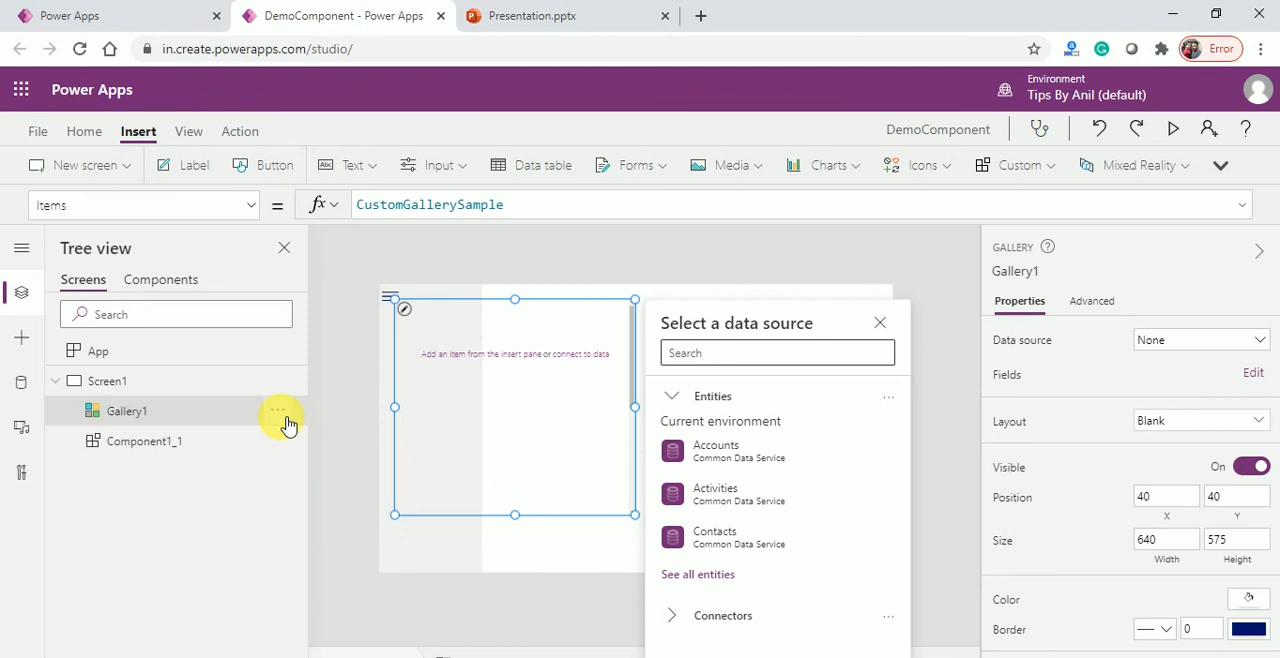 Power Apps
DemoComponent - Power Apps
Presentation.pptx
in.create.powerapps.com/studio/
Error
Power Apps
Environment
Tips By Anil (default)
File
Home
Insert
View
Action
DemoComponent
New screen
Label
Button
Abc Text
Input
Data table
Forms
Media
Charts
Icons
Custom
Mixed Reality
Items
=
fx
CustomGallerySample
Tree view
Screens
Components
Search
App
Screen1
Gallery1
Component1_1
Add an item from the insert pane or connect to data
Select a data source
Search
Entities
Current environment
Accounts
Common Data Service
Activities
Common Data Service
Contacts
Common Data Service
See all entities
Connectors
GALLERY
Gallery1
Properties
Advanced
Data source
None
Fields
Edit
Layout
Blank
Visible
On
Position
40
40
X
Y
Size
640
575
Width
Height
Color
Border
0